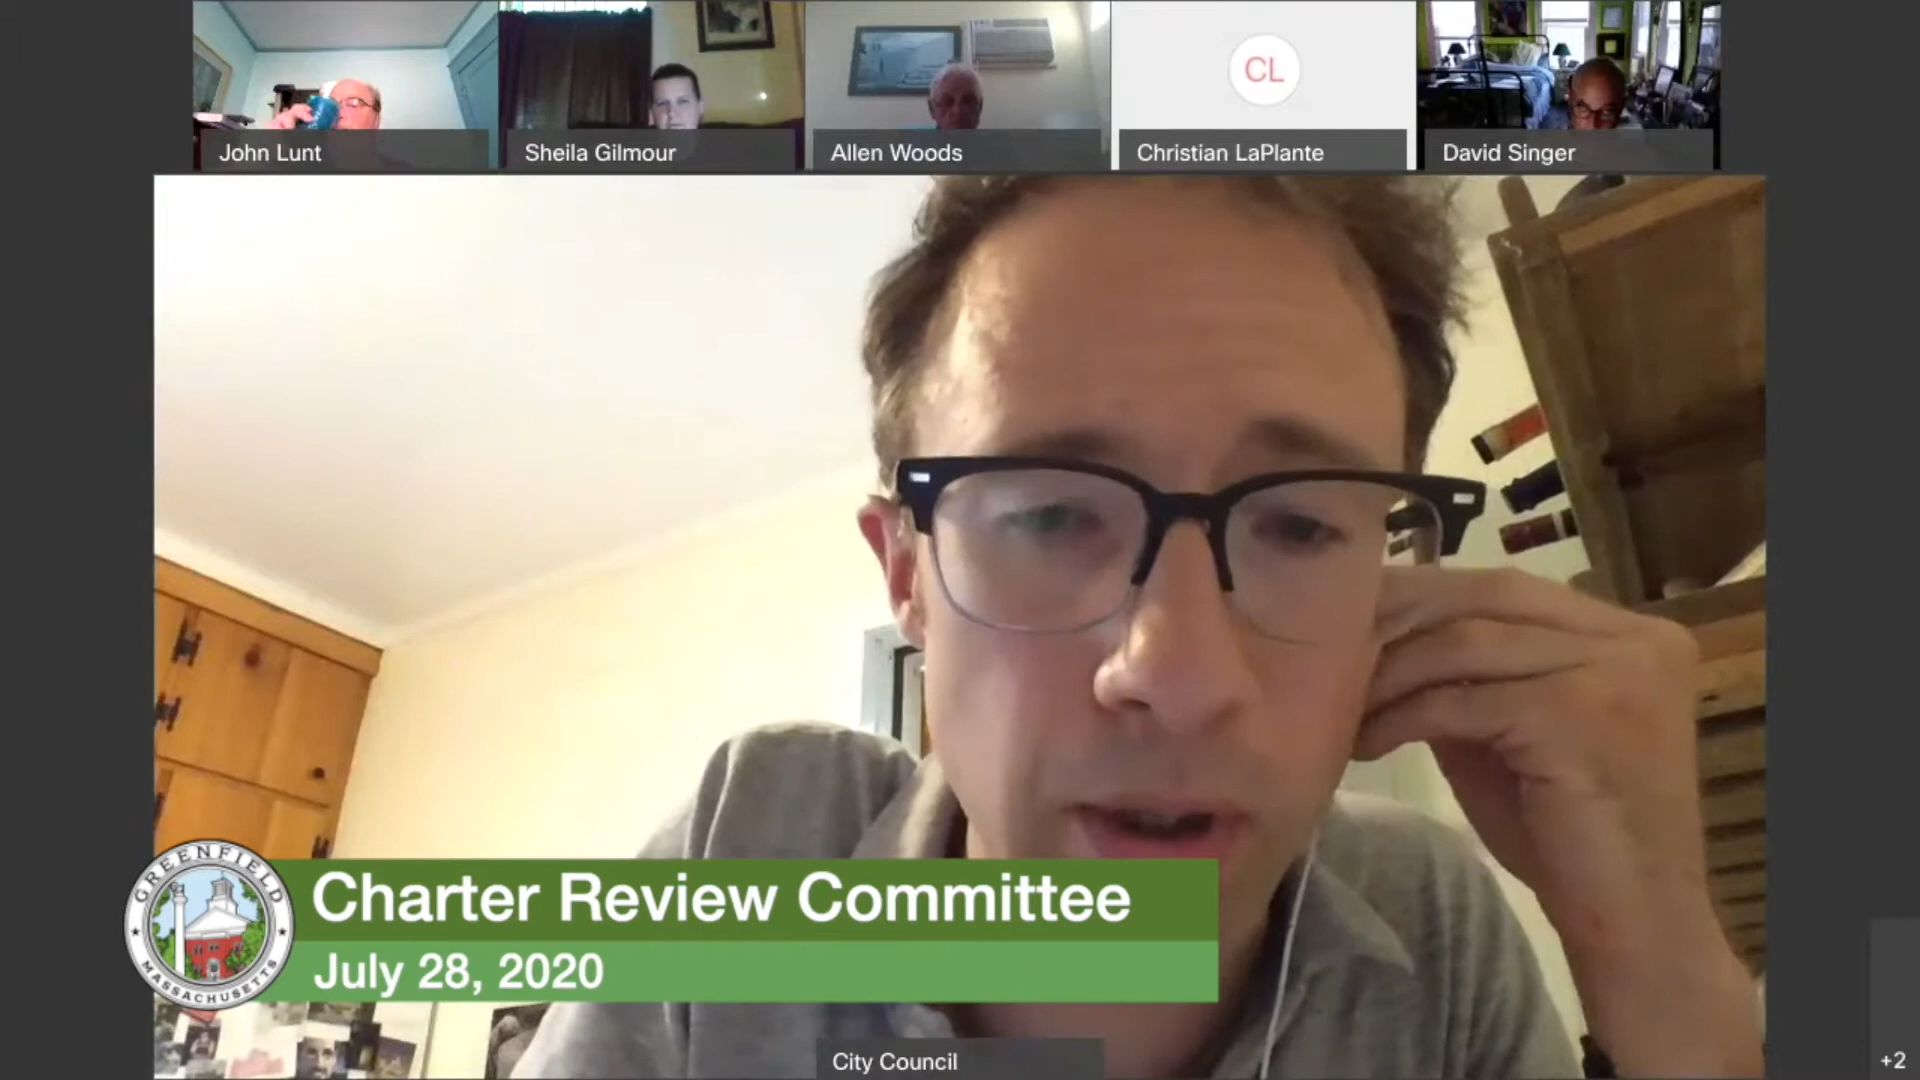 John Lunt
Sheila Gilmour
Allen Woods
CL
Christian LaPlante
David Singer
GREENFIELD
MASSACHUSETTS
Charter Review Committee
July 28, 2020
City Council
+2